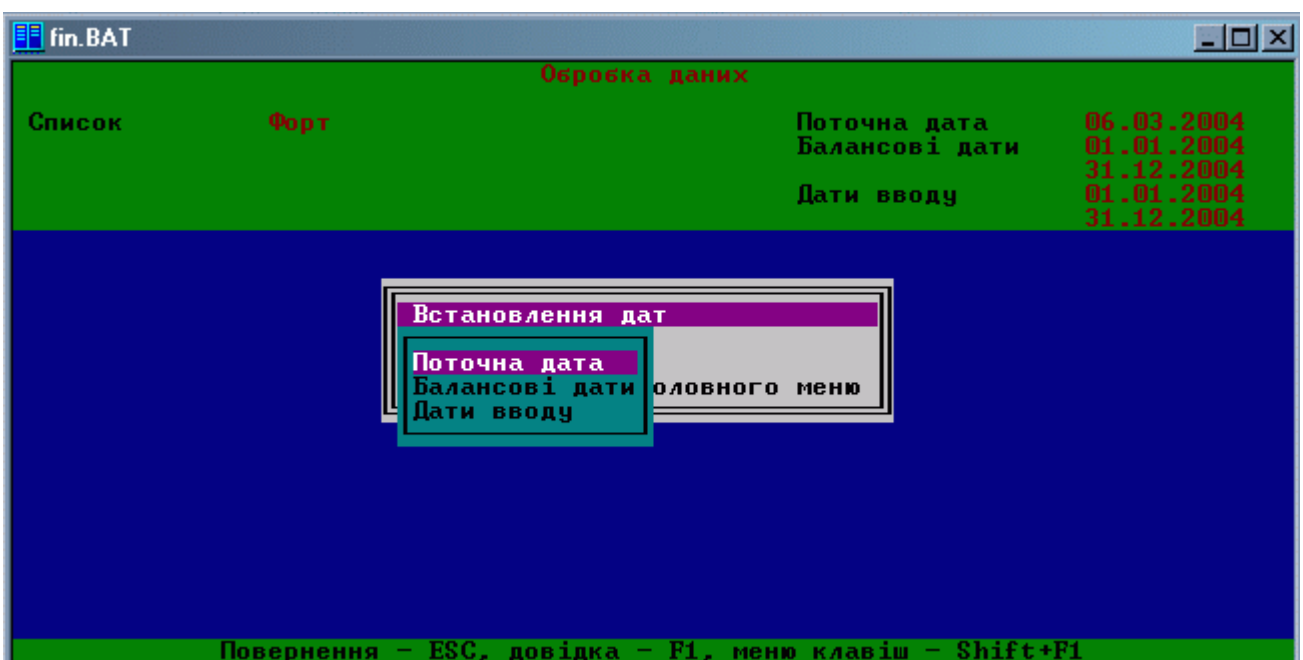 fin.BAT
Обробка даних
Список Форт Поточна дата 06.03.2004
Балансові дати 01.01.2004
31.12.2004
Дати вводу 01.01.2004
31.12.2004
Встановлення дат
Поточна дата
Балансові дати оловного меню
Дати вводу
Повернення - ESC, довідка - F1, меню клавіш - Shift+F1